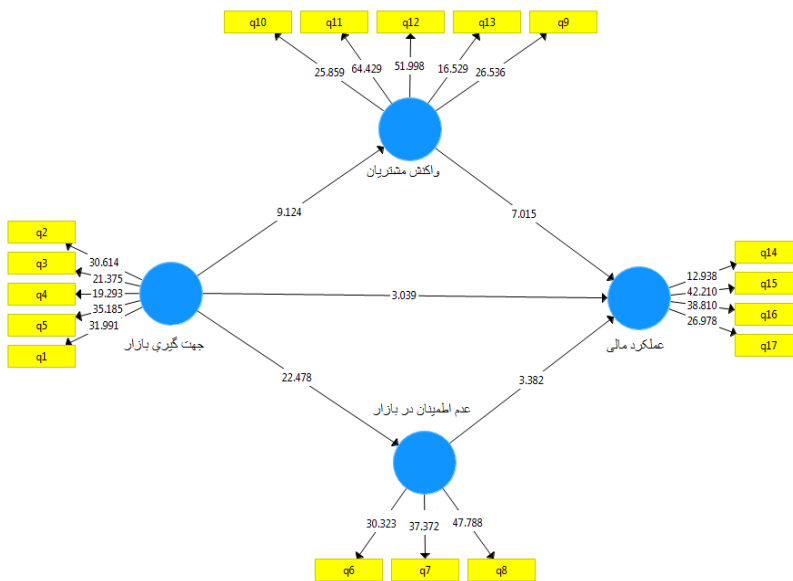 q10 q11 q12 q13 q9
25.859 64.429 51.998 16.529 26.536
واکنش مشتریان
9.124 7.015
q2
q3
q4
q5
q1
30.614
21.375
19.293
35.185
31.991
جهت گیري بازار
3.039
q14
q15
q16
q17
12.938
42.210
38.810
26.978
عملکرد مالی
22.478 3.382
عدم اطمینان در بازار
30.323 37.372 47.788
q6 q7 q8